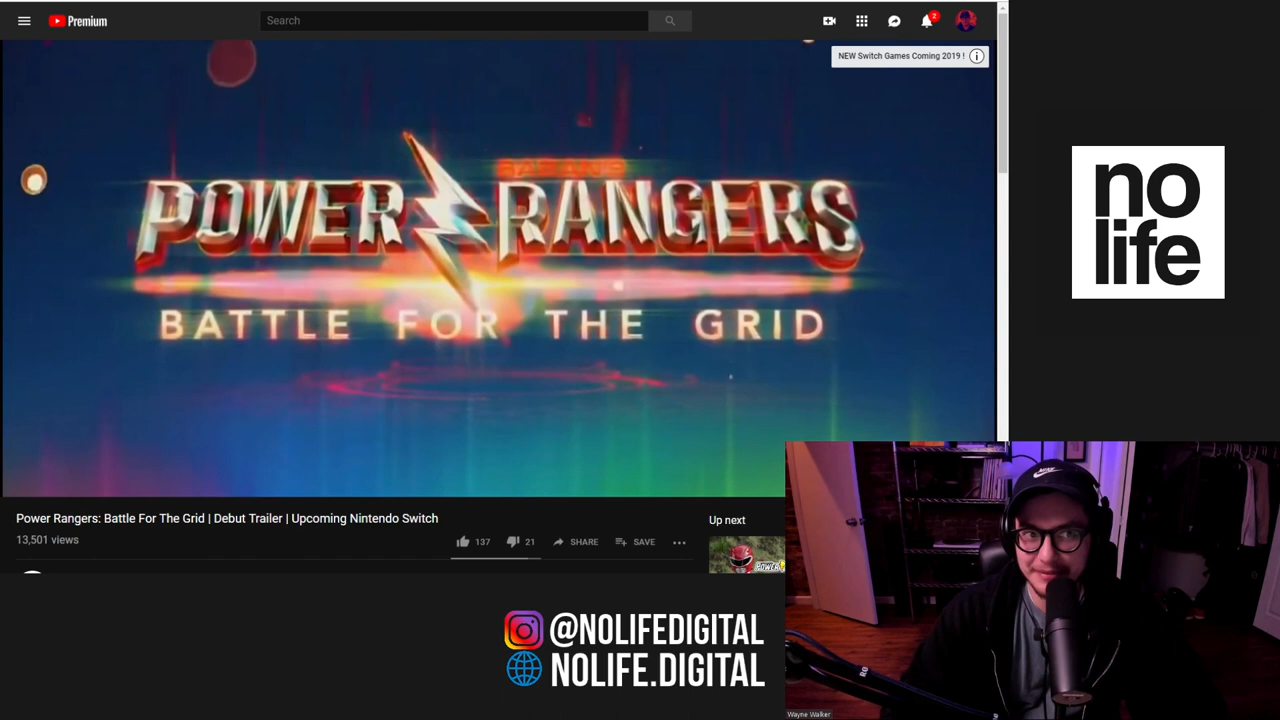 Premium
Search
2
NEW Switch Games Coming 2019 !
POWER RANGERS
BATTLE FOR THE GRID
no
life
Power Rangers: Battle For The Grid | Debut Trailer | Upcoming Nintendo Switch
13,501 views
137
21
SHARE
SAVE
Up next
@NOLIFEDIGITAL
NOLIFE.DIGITAL
Wayne Walker